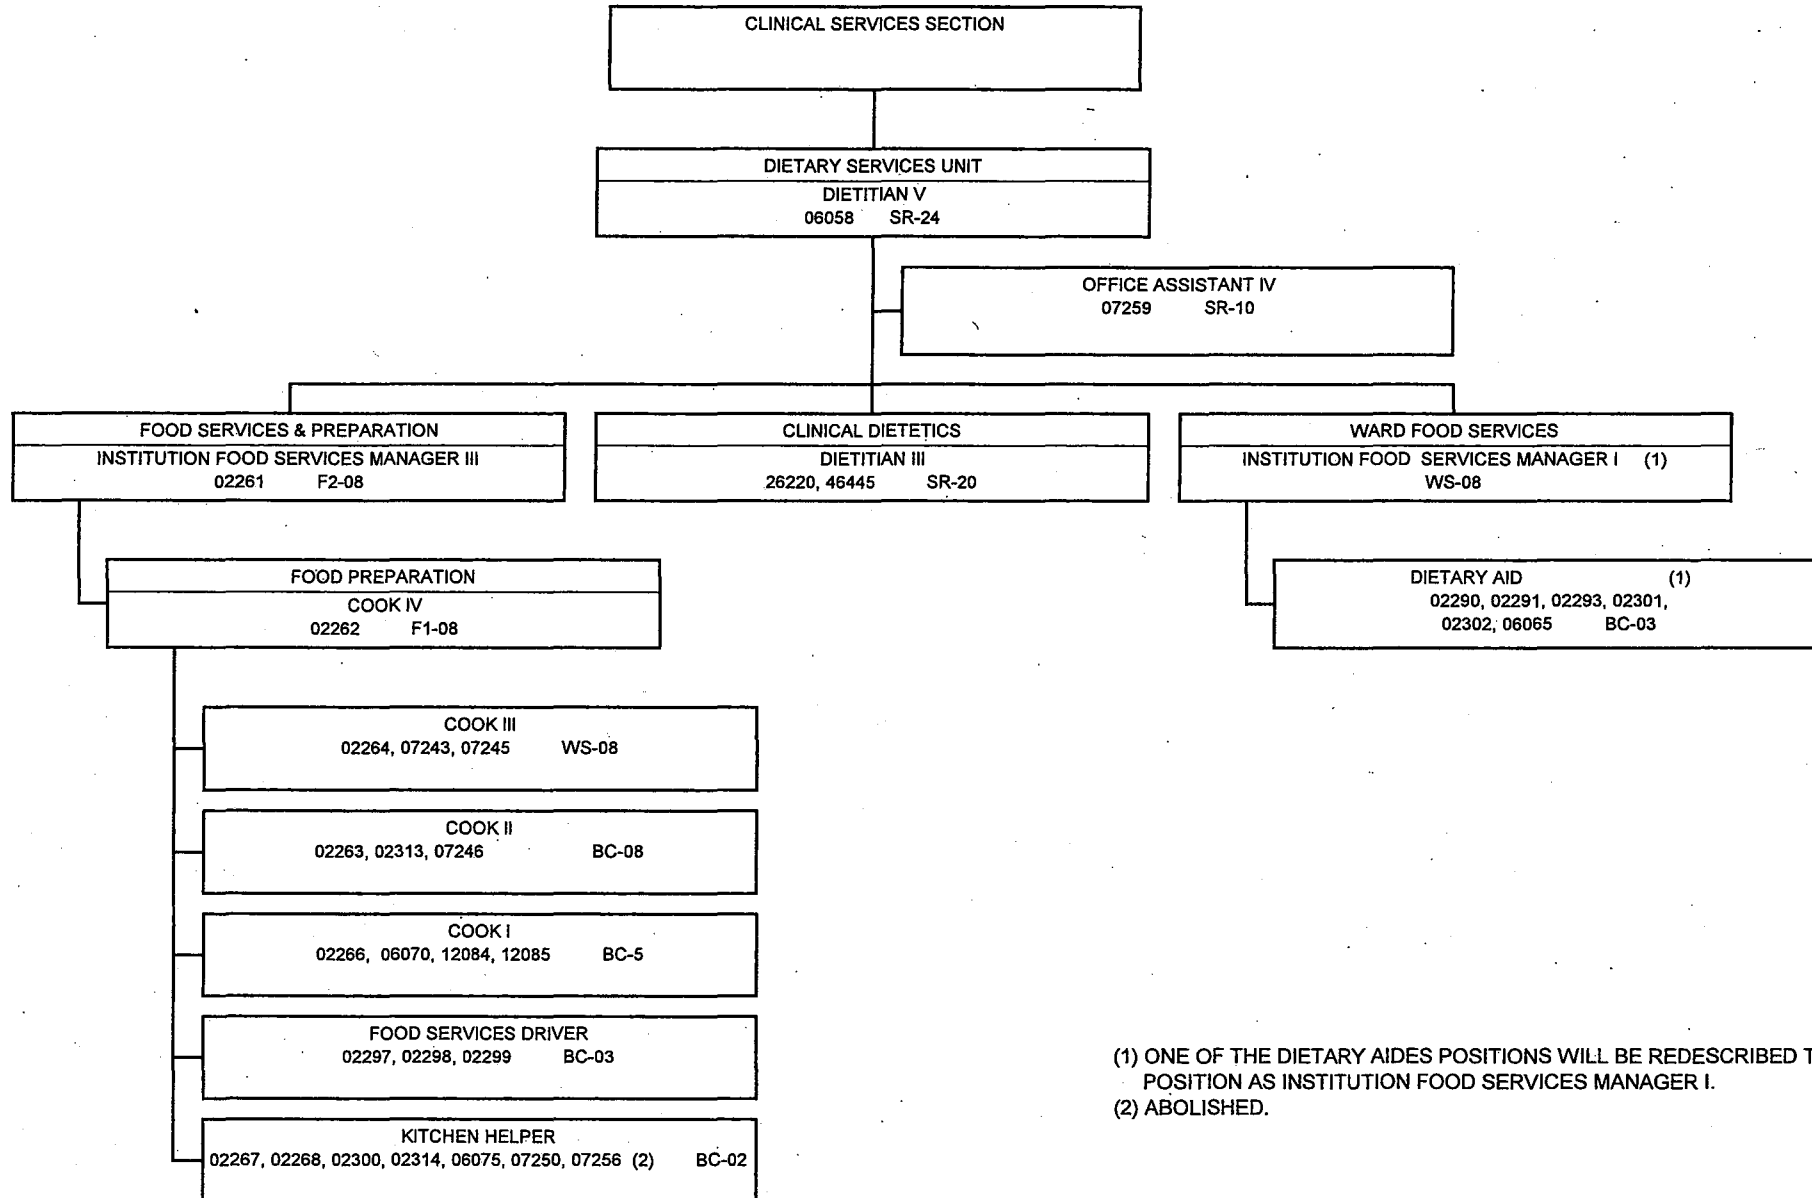 CLINICAL SERVICES SECTION
DIETARY SERVICES UNIT
DIETITIAN V
06058 SR-24
OFFICE ASSISTANT IV
07259 SR-10
FOOD SERVICES & PREPARATION
INSTITUTION FOOD SERVICES MANAGER III
02261 F2-08
CLINICAL DIETETICS
DIETITIAN III
26220, 46445 SR-20
WARD FOOD SERVICES
INSTITUTION FOOD SERVICES MANAGER I (1)
WS-08
FOOD PREPARATION
COOK IV
02262 F1-08
DIETARY AID (1)
02290, 02291, 02293, 02301,
02302, 06065 BC-03
COOK III
02264, 07243, 07245 WS-08
COOK II
02263, 02313, 07246 BC-08
COOK I
02266, 06070, 12084, 12085 BC-5
FOOD SERVICES DRIVER
02297, 02298, 02299 BC-03
KITCHEN HELPER
02267, 02268, 02300, 02314, 06075, 07250, 07256 (2) BC-02
(1) ONE OF THE DIETARY AIDES POSITIONS WILL BE REDESCRIBED
POSITION AS INSTITUTION FOOD SERVICES MANAGER I.
(2) ABOLISHED.